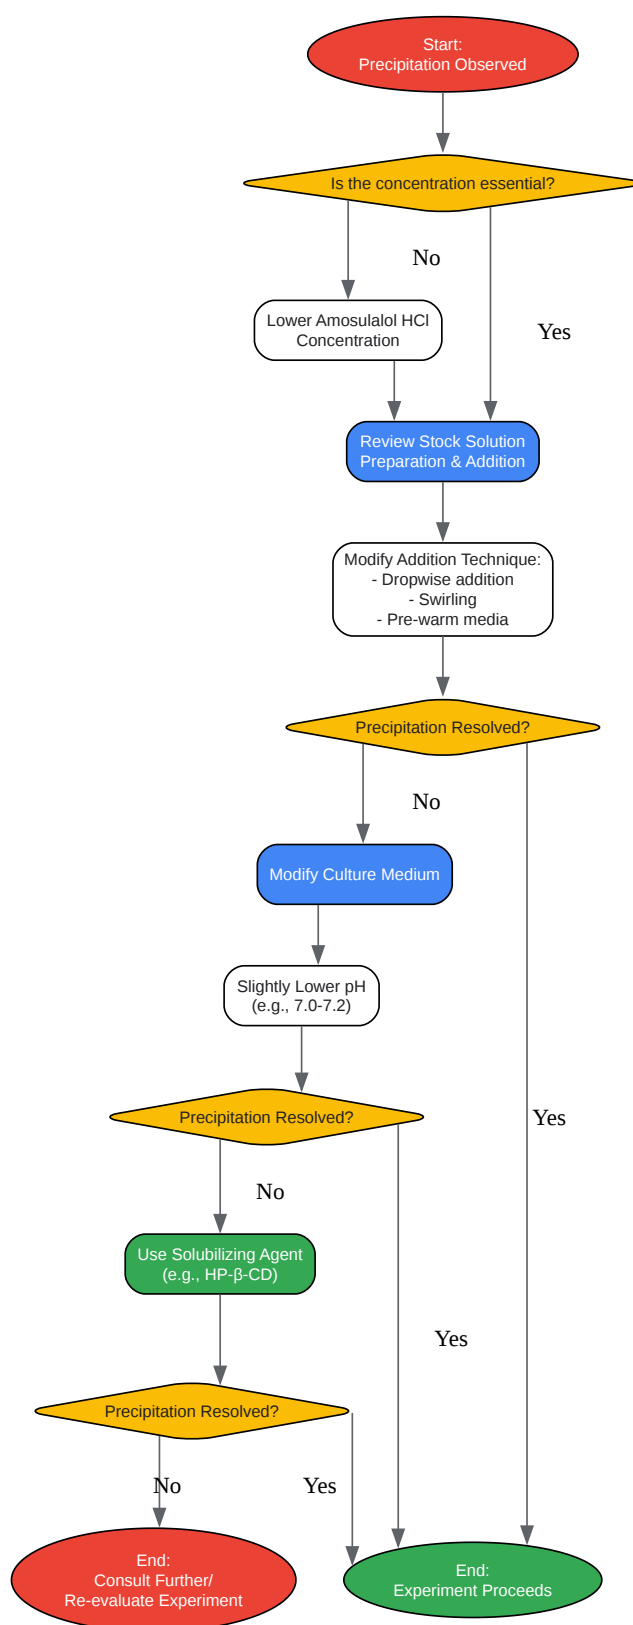 Start:
Precipitation Observed
Is the concentration essential?
No
Yes
Lower Amosulalol HCl
Concentration
Review Stock Solution
Preparation & Addition
Modify Addition Technique:
- Dropwise addition
- Swirling
- Pre-warm media
Precipitation Resolved?
No
Modify Culture Medium
Slightly Lower pH
(e.g., 7.0-7.2)
Precipitation Resolved?
Yes
No
Use Solubilizing Agent
(e.g., HP-β-CD)
Yes
Precipitation Resolved?
No
Yes
End:
Consult Further/
Re-evaluate Experiment
End:
Experiment Proceeds